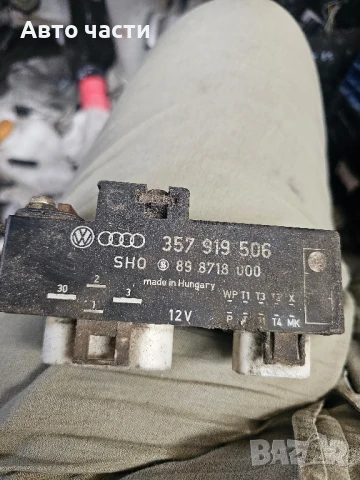 Авто части
357 919 506
SHO 89 8718 000
made in Hungary
30 2 1 3
WP T1 T3 T2 X
12V
P T4 MK
BAZAR